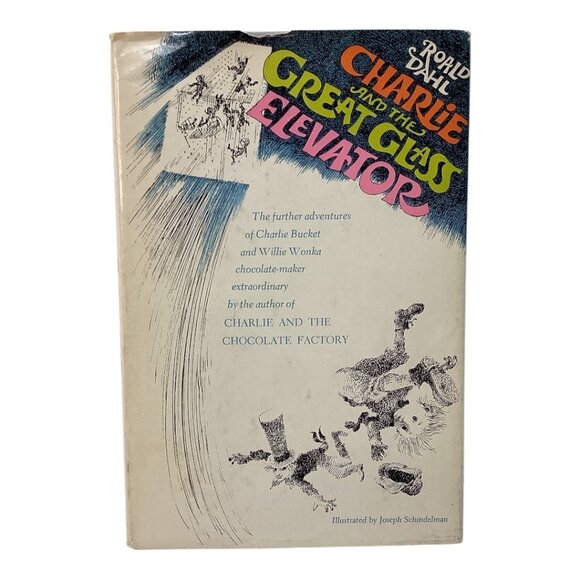 ROALD
DAHL
CHARLIE
AND THE
GREAT GLASS
ELEVATOR
The further adventures
of Charlie Bucket
and Willie Wonka
chocolate-maker
extraordinary
by the author of
CHARLIE AND THE
CHOCOLATE FACTORY
Illustrated by Joseph Schindelman